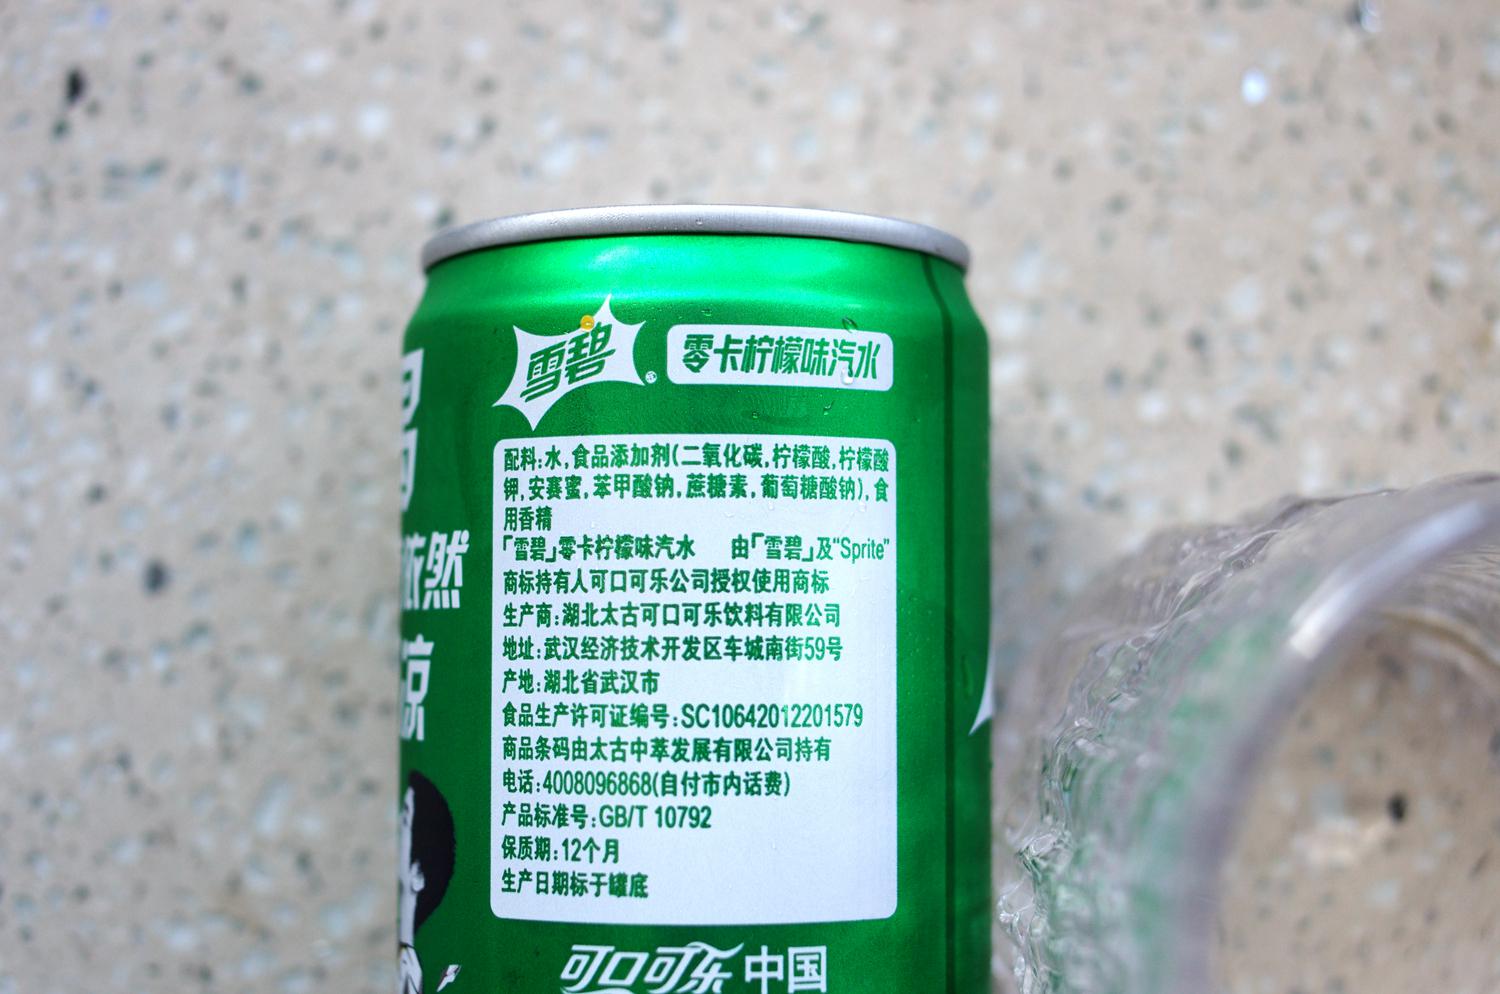 雪碧
零卡柠檬味汽水
配料:水,食品添加剂(二氧化碳,柠檬酸,柠檬酸
钾,安赛蜜,苯甲酸钠,蔗糖素,葡萄糖酸钠),食
用香精
「雪碧」零卡柠檬味汽水 由「雪碧」及“Sprite”
商标持有人可口可乐公司授权使用商标
生产商:湖北太古可口可乐饮料有限公司
地址:武汉经济技术开发区车城南街59号
产地:湖北省武汉市
食品生产许可证编号:SC10642012201579
商品条码由太古中萃发展有限公司持有
电话:4008096868(自付市内话费)
产品标准号:GB/T 10792
保质期:12个月
生产日期标于罐底
可口可乐中国
依然
凉